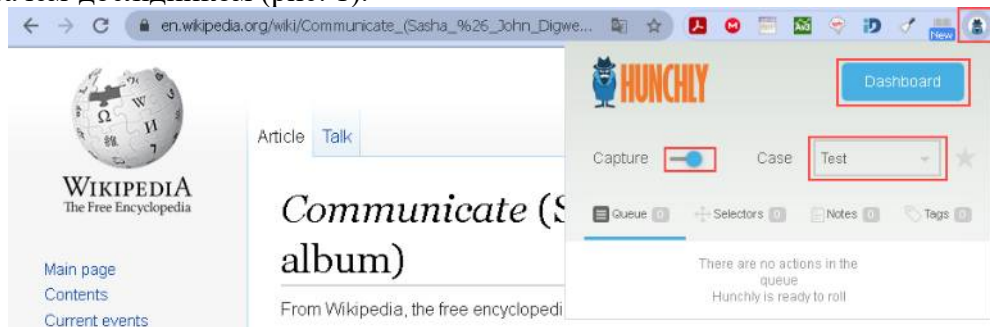 en.wikipedia.org/wiki/Communicate_(Sasha_%26_John_Digwe...
New
HUNCHLY
Dashboard
Article Talk
Capture Case Test
WIKIPEDIA
The Free Encyclopedia
Communicate (S
album)
Queue 0 Selectors 0 Notes 0 Tags 0
There are no actions in the
queue
Hunchly is ready to roll
Main page
Contents
Current events
From Wikipedia, the free encyclopedi